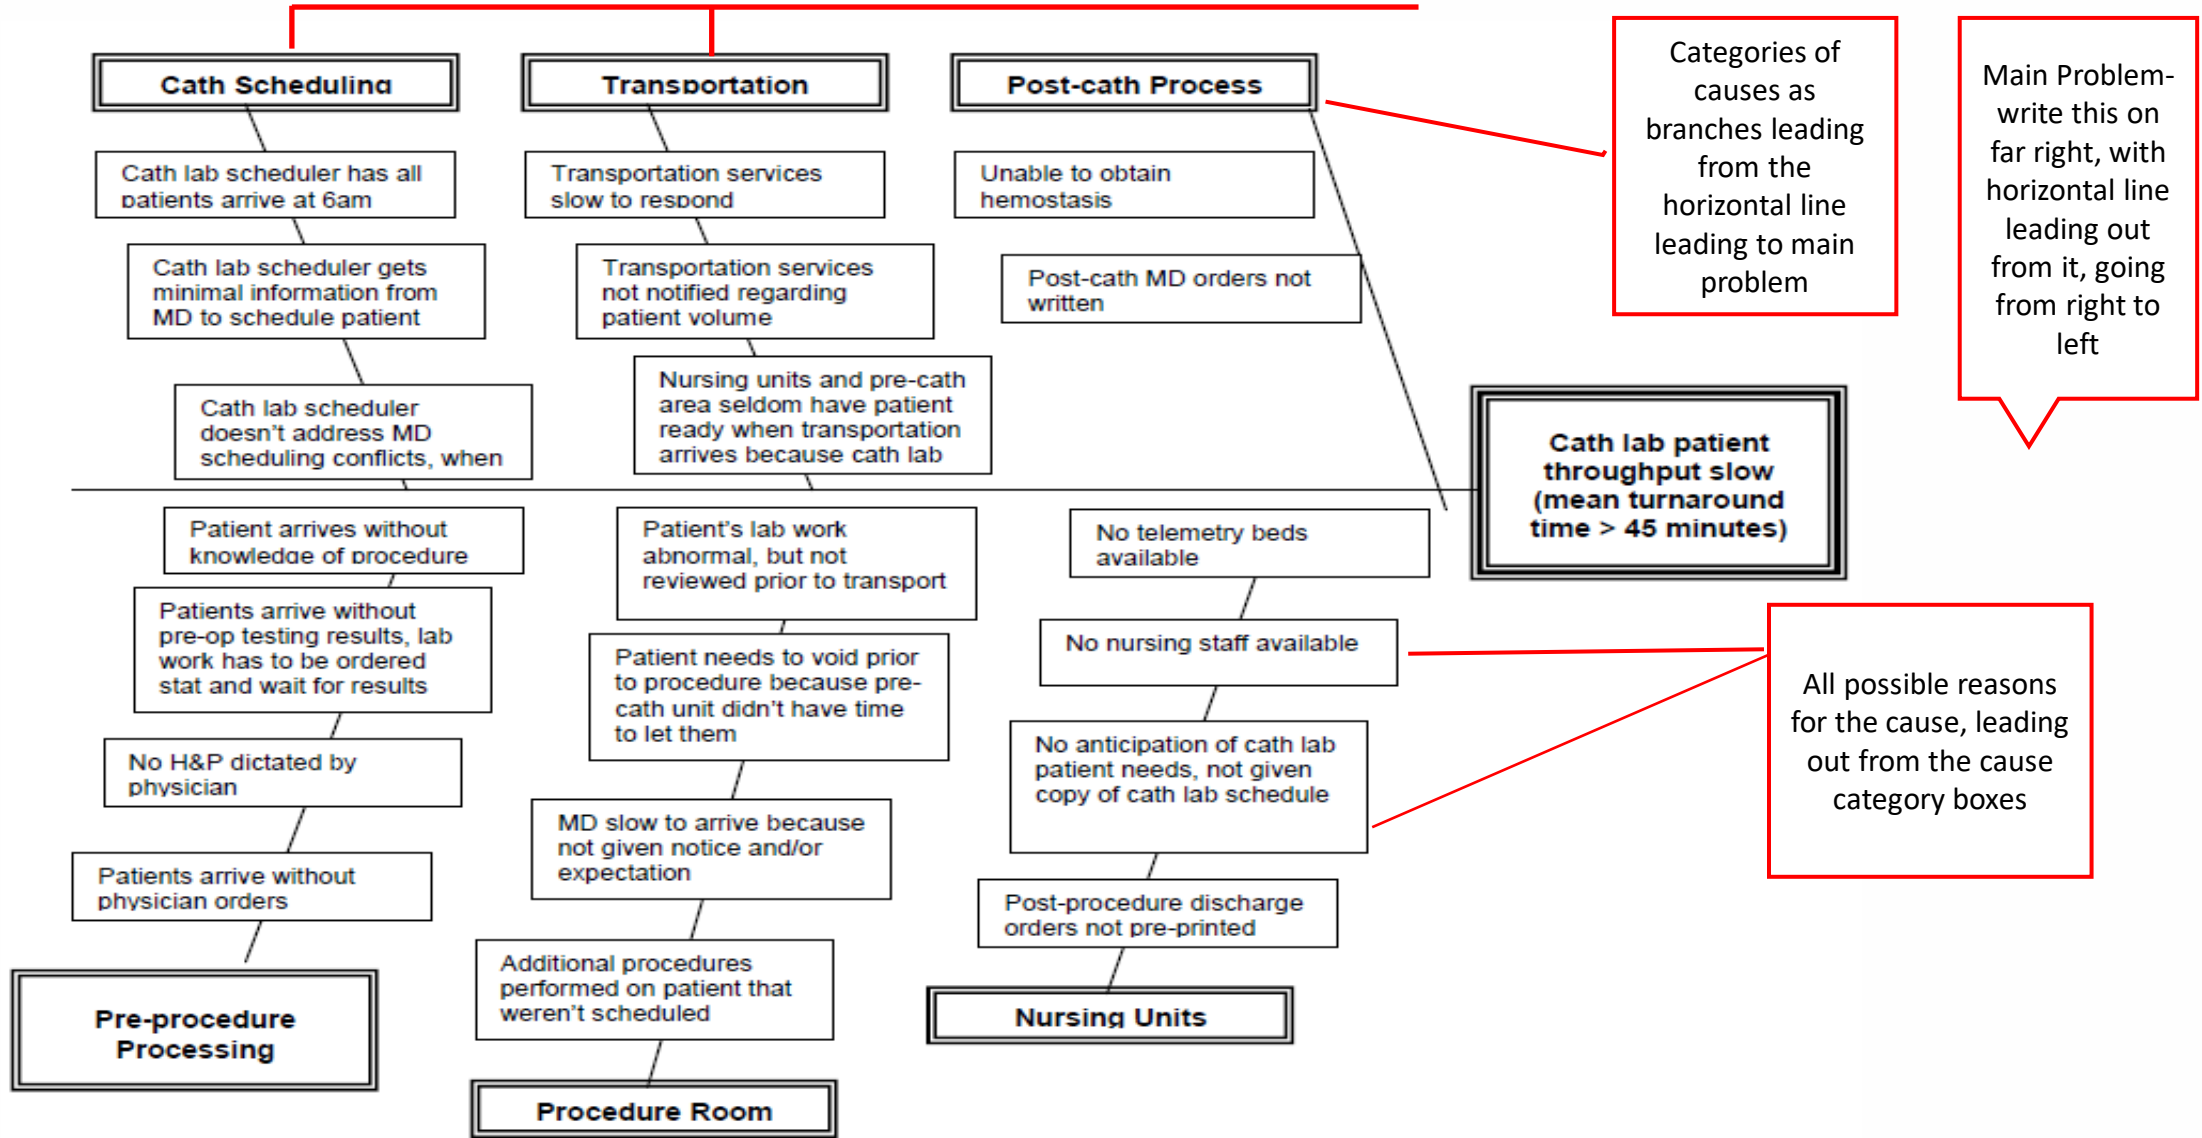 Cath Scheduling
Transportation
Post-cath Process
Categories of
causes as
branches leading
from the
horizontal line
leading to main
problem
Main Problem-
write this on
far right, with
horizontal line
leading out
from it, going
from right to
left
Cath lab scheduler has all
patients arrive at 6am
Transportation services
slow to respond
Unable to obtain
hemostasis
Cath lab scheduler gets
minimal information from
MD to schedule patient
Transportation services
not notified regarding
patient volume
Post-cath MD orders not
written
Cath lab scheduler
doesn't address MD
scheduling conflicts, when
Nursing units and pre-cath
area seldom have patient
ready when transportation
arrives because cath lab
Cath lab patient
throughput slow
(mean turnaround
time > 45 minutes)
Patient arrives without
knowledge of procedure
Patient's lab work
abnormal, but not
reviewed prior to transport
No telemetry beds
available
Patients arrive without
pre-op testing results, lab
work has to be ordered
stat and wait for results
Patient needs to void prior
to procedure because pre-
cath unit didn't have time
to let them
No nursing staff available
All possible reasons
for the cause, leading
out from the cause
category boxes
No H&P dictated by
physician
MD slow to arrive because
not given notice and/or
expectation
No anticipation of cath lab
patient needs, not given
copy of cath lab schedule
Patients arrive without
physician orders
Additional procedures
performed on patient that
weren't scheduled
Post-procedure discharge
orders not pre-printed
Pre-procedure
Processing
Procedure Room
Nursing Units